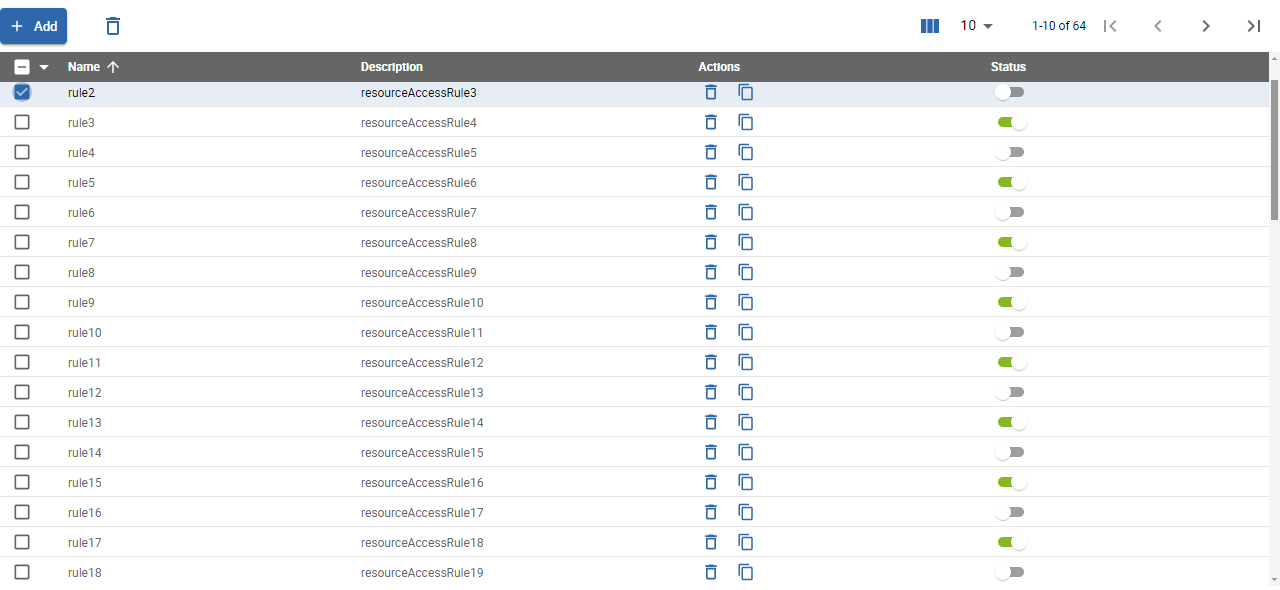 Add 10 1-10 of 64
Name Description Actions Status
rule2 resourceAccessRule3
rule3 resourceAccessRule4
rule4 resourceAccessRule5
rule5 resourceAccessRule6
rule6 resourceAccessRule7
rule7 resourceAccessRule8
rule8 resourceAccessRule9
rule9 resourceAccessRule10
rule10 resourceAccessRule11
rule11 resourceAccessRule12
rule12 resourceAccessRule13
rule13 resourceAccessRule14
rule14 resourceAccessRule15
rule15 resourceAccessRule16
rule16 resourceAccessRule17
rule17 resourceAccessRule18
rule18 resourceAccessRule19